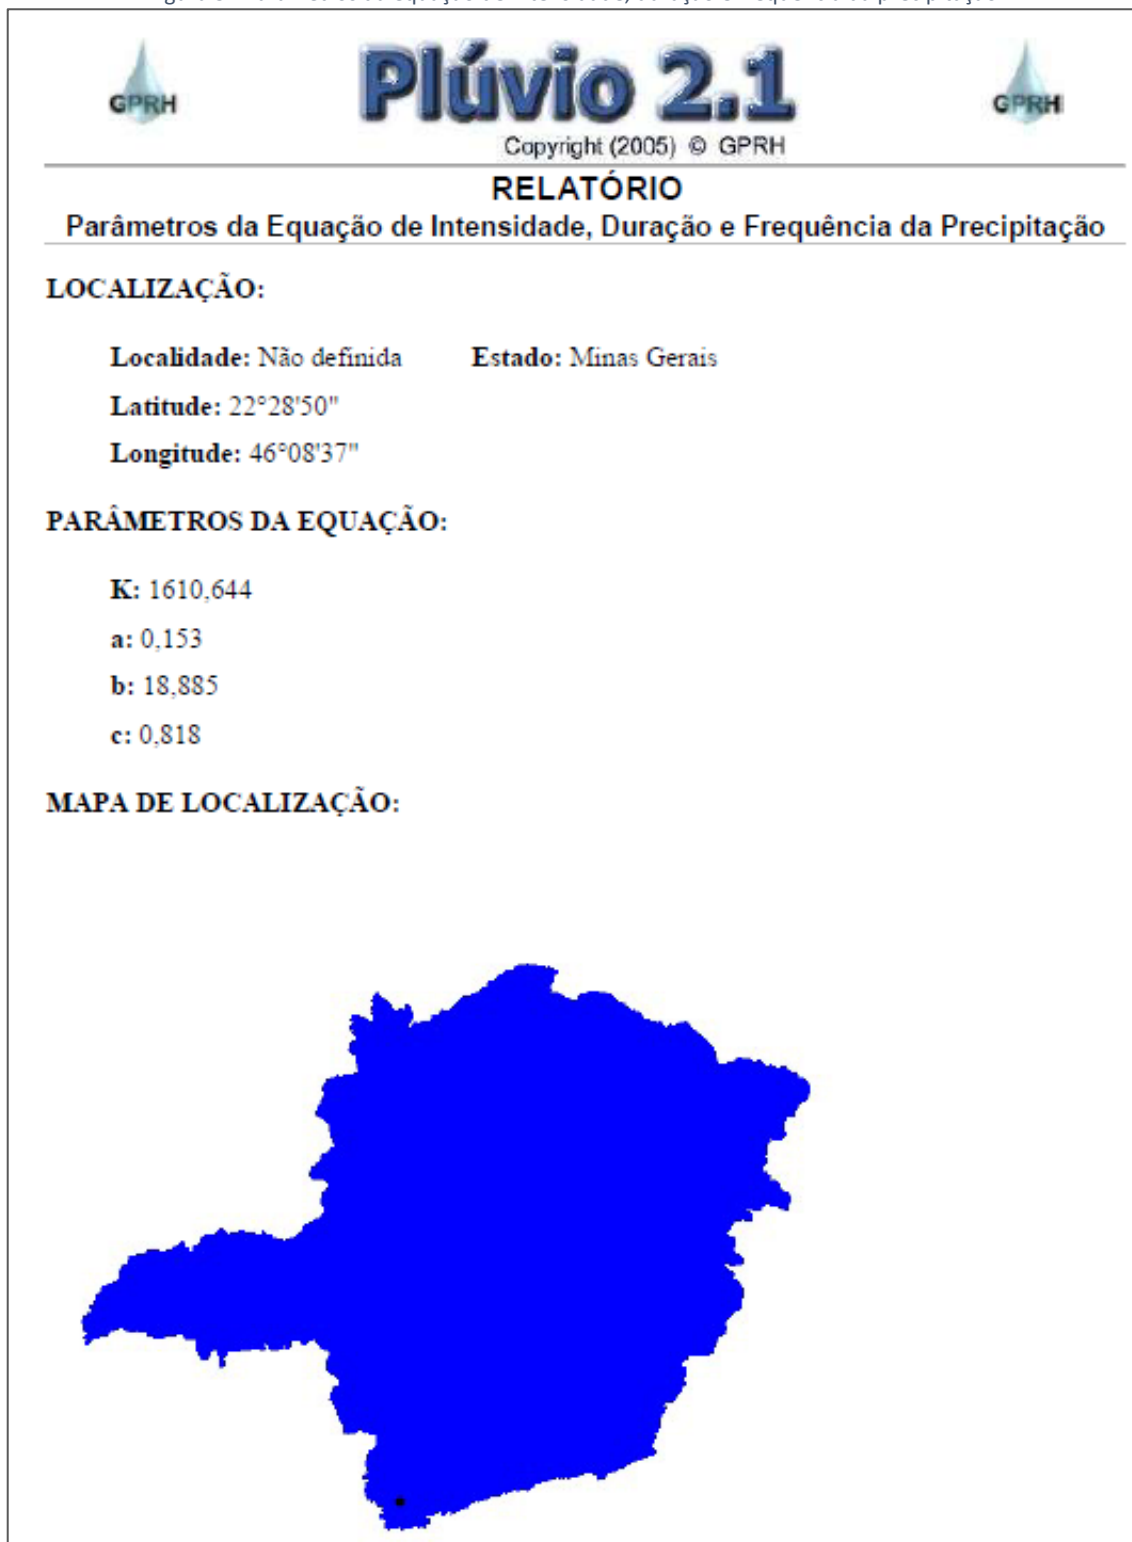 GPRH
Plúvio 2.1
GPRH
Copyright (2005) © GPRH
RELATÓRIO
Parâmetros da Equação de Intensidade, Duração e Frequência da Precipitação
LOCALIZAÇÃO:
Localidade: Não definida Estado: Minas Gerais
Latitude: 22°28'50"
Longitude: 46°08'37"
PARÂMETROS DA EQUAÇÃO:
K: 1610,644
a: 0,153
b: 18,885
c: 0,818
MAPA DE LOCALIZAÇÃO: